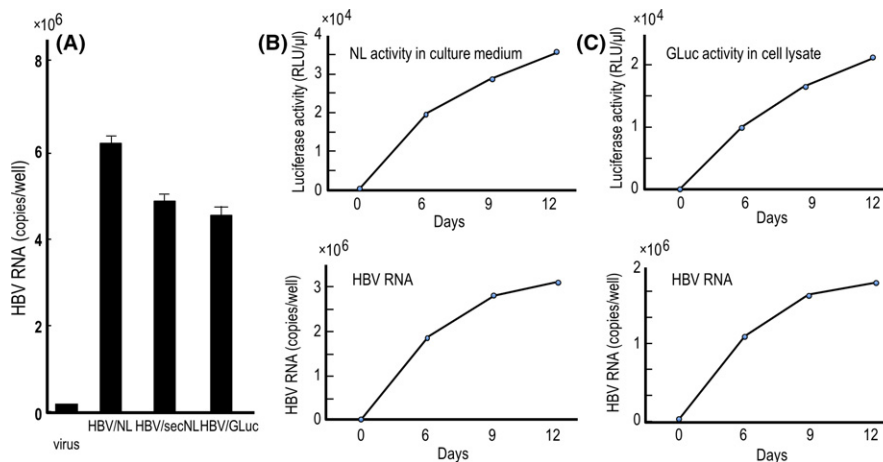 (A)
×10⁶
HBV RNA (copies/well)
8
6
4
2
0
virus
HBV/NL
HBV/secNL
HBV/GLuc
(B)
×10⁴
NL activity in culture medium
Luciferase activity (RLU/µl)
4
3
2
1
0
0
6
9
12
Days
×10⁶
HBV RNA
HBV RNA (copies/well)
3
2
1
0
0
6
9
12
Days
(C)
×10⁴
GLuc activity in cell lysate
Luciferase activity (RLU/µl)
2
1
0
0
6
9
12
Days
×10⁶
HBV RNA
HBV RNA (copies/well)
2
1
0
0
6
9
12
Days